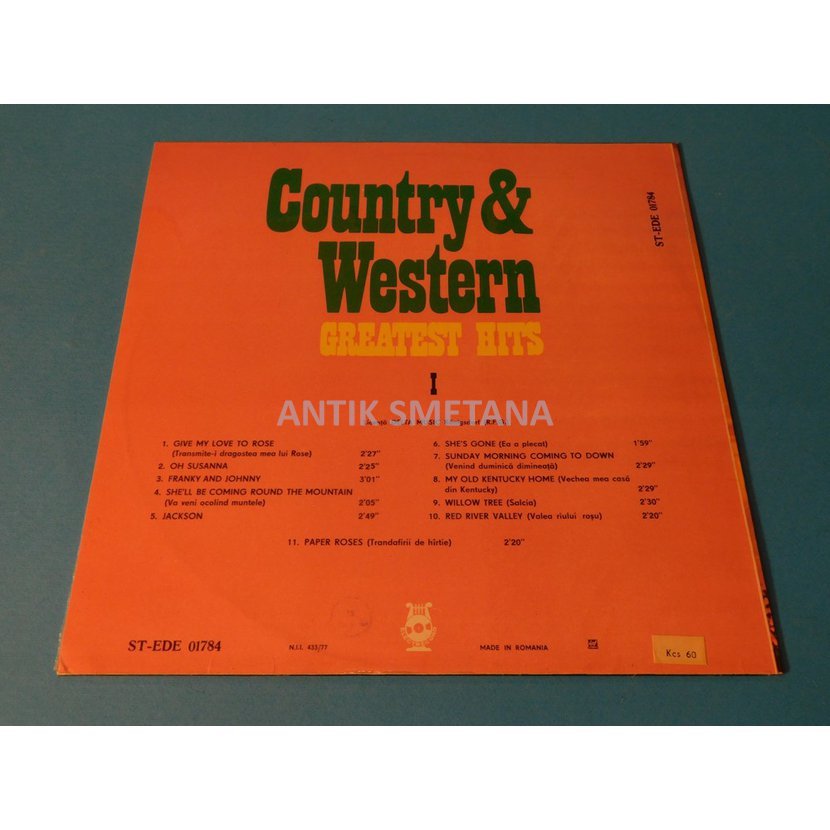 Country &
Western
GREATEST HITS
I
ST-EDE 01784
ANTIK SMETANA
1. GIVE MY LOVE TO ROSE
(Transmite-i dragostea mea lui Rose) 2'27"
2. OH SUSANNA 2'25"
3. FRANKY AND JOHNNY 3'01"
4. SHE'LL BE COMING ROUND THE MOUNTAIN
(Va veni ocolind muntele) 2'05"
5. JACKSON 2'49"
6. SHE'S GONE (Ea a plecat) 1'59"
7. SUNDAY MORNING COMING TO DOWN
(Venind duminică dimineață) 2'29"
8. MY OLD KENTUCKY HOME (Vechea mea casă
din Kentucky) 2'29"
9. WILLOW TREE (Salcia) 2'30"
10. RED RIVER VALLEY (Valea rîului roșu) 2'20"
11. PAPER ROSES (Trandafirii de hîrtie) 2'20"
ST-EDE 01784
N.I.I. 433/77
MADE IN ROMANIA
Kcs 60